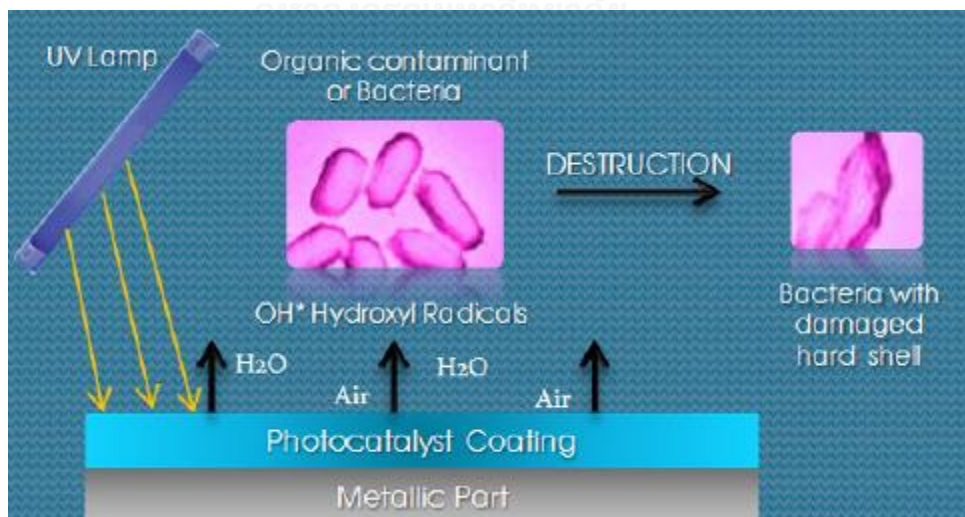 UV Lamp
Organic contaminant
or Bacteria
DESTRUCTION
OH* Hydroxyl Radicals
Bacteria with
damaged
hard shell
H2O
H2O
Air
Air
Photocatalyst Coating
Metallic Part